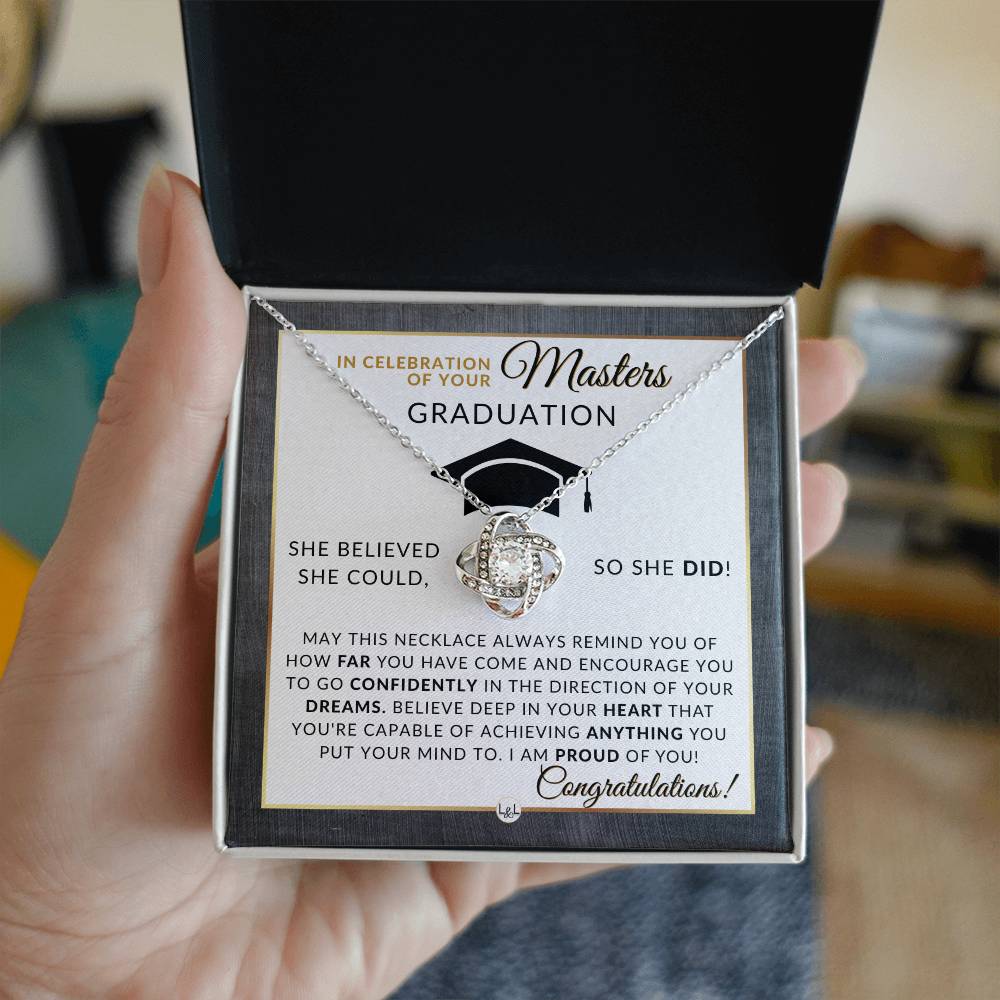 IN CELEBRATION
OF YOUR
Masters
GRADUATION
SHE BELIEVED
SHE COULD,
SO SHE DID!
MAY THIS NECKLACE ALWAYS REMIND YOU OF
HOW FAR YOU HAVE COME AND ENCOURAGE YOU
TO GO CONFIDENTLY IN THE DIRECTION OF YOUR
DREAMS. BELIEVE DEEP IN YOUR HEART THAT
YOU'RE CAPABLE OF ACHIEVING ANYTHING YOU
PUT YOUR MIND TO. I AM PROUD OF YOU!
Congratulations!
L&L